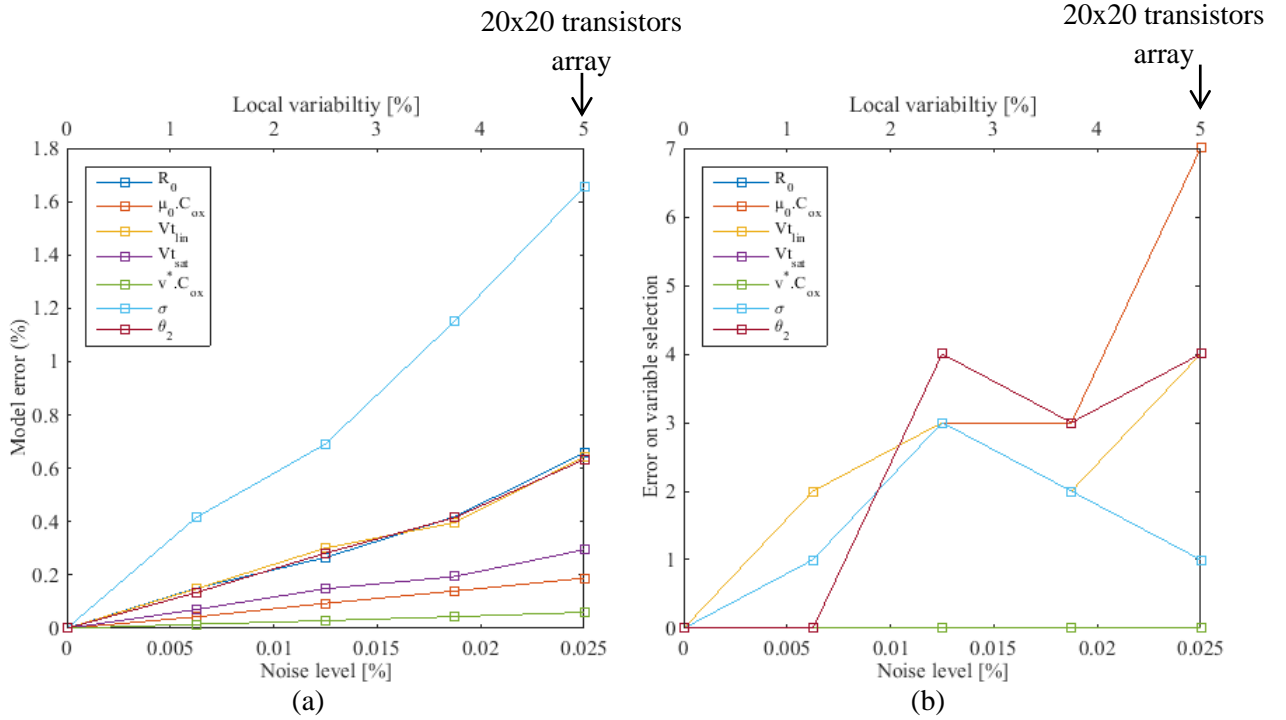 20x20 transistors
array
Local variabiltiy [%]
0 1 2 3 4 5
1.8
1.6
1.4
1.2
1
0.8
0.6
0.4
0.2
0
Model error (%)
R0
μ0.Cox
Vtlin
Vtsat
v*.Cox
σ
θ2
0 0.005 0.01 0.015 0.02 0.025
Noise level [%]
(a)
20x20 transistors
array
Local variabiltiy [%]
0 1 2 3 4 5
7
6
5
4
3
2
1
0
Error on variable selection
R0
μ0.Cox
Vtlin
Vtsat
v*.Cox
σ
θ2
0 0.005 0.01 0.015 0.02 0.025
Noise level [%]
(b)